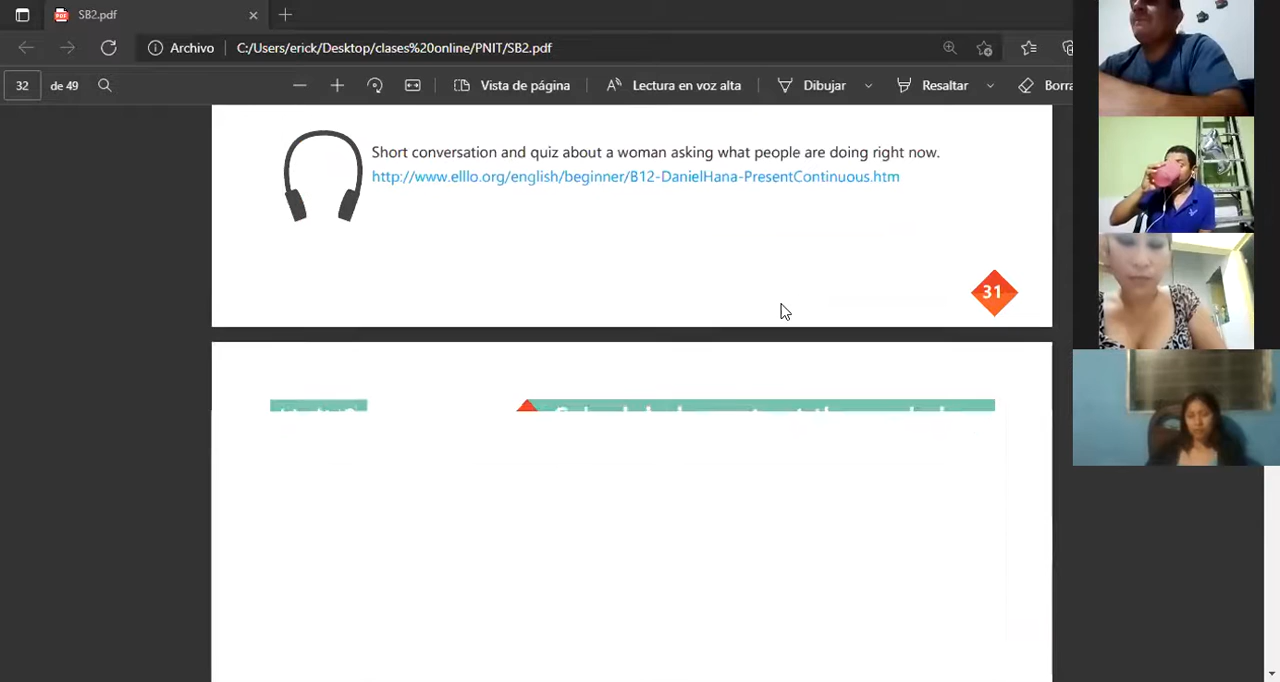 SB2.pdf
Archivo
C:/Users/erick/Desktop/clases%20online/PNIT/SB2.pdf
32
de 49
Vista de página
Lectura en voz alta
Dibujar
Resaltar
Borra
Short conversation and quiz about a woman asking what people are doing right now.
http://www.elllo.org/english/beginner/B12-DanielHana-PresentContinuous.htm
31